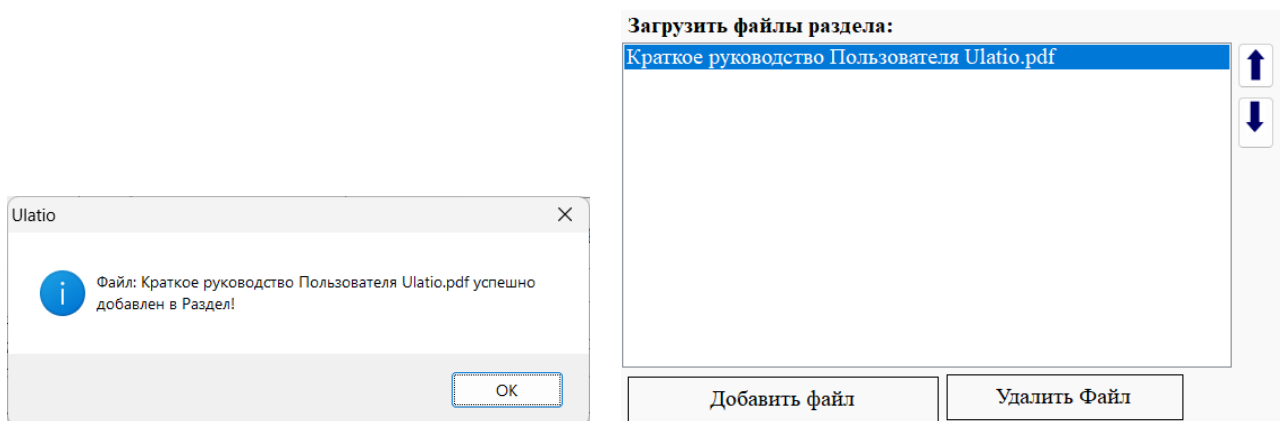 Загрузить файлы раздела:
Краткое руководство Пользователя Ulatio.pdf
Ulatio
Файл: Краткое руководство Пользователя Ulatio.pdf успешно
добавлен в Раздел!
OK
Добавить файл
Удалить Файл